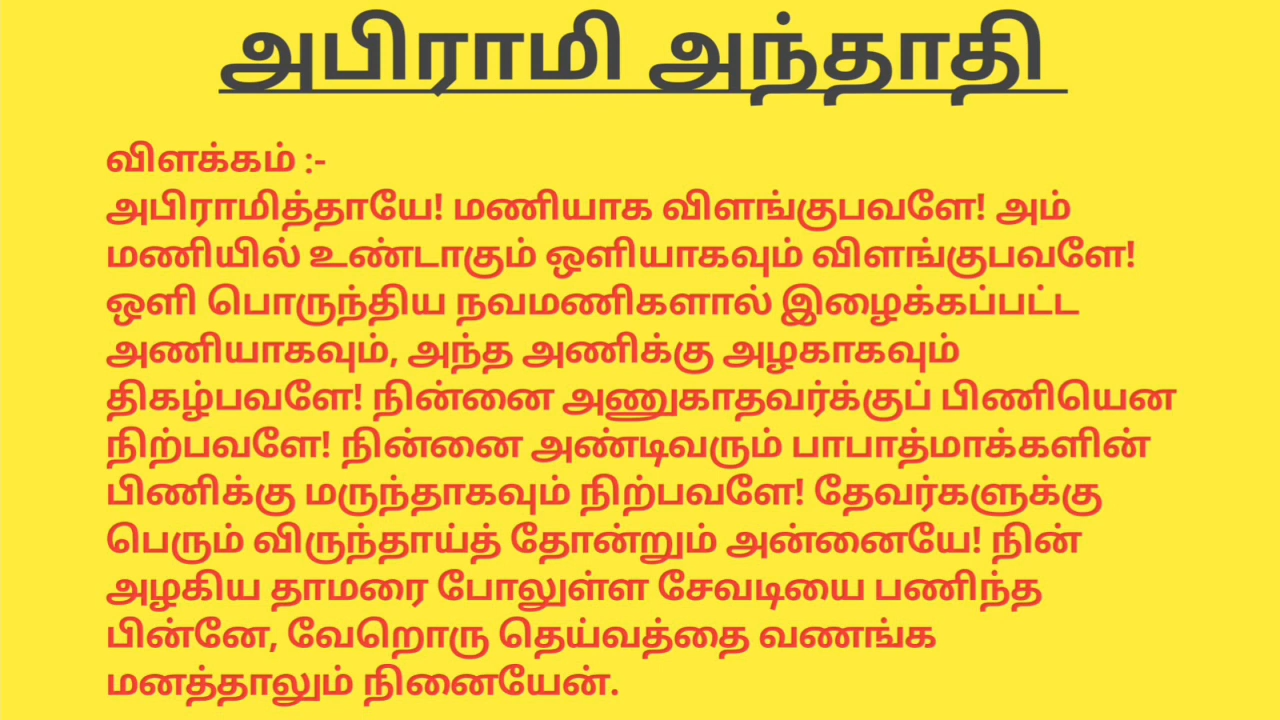 அபிராமி அந்தாதி
விளக்கம் :-
அபிராமித்தாயே! மணியாக விளங்குபவளே! அம்
மணியில் உண்டாகும் ஒளியாகவும் விளங்குபவளே!
ஒளி பொருந்திய நவமணிகளால் இழைக்கப்பட்ட
அணியாகவும், அந்த அணிக்கு அழகாகவும்
திகழ்பவளே! நின்னை அணுகாதவர்க்குப் பிணியென
நிற்பவளே! நின்னை அண்டிவரும் பாபாத்மாக்களின்
பிணிக்கு மருந்தாகவும் நிற்பவளே! தேவர்களுக்கு
பெரும் விருந்தாய்த் தோன்றும் அன்னையே! நின்
அழகிய தாமரை போலுள்ள சேவடியை பணிந்த
பின்னே, வேறொரு தெய்வத்தை வணங்க
மனத்தாலும் நினையேன்.